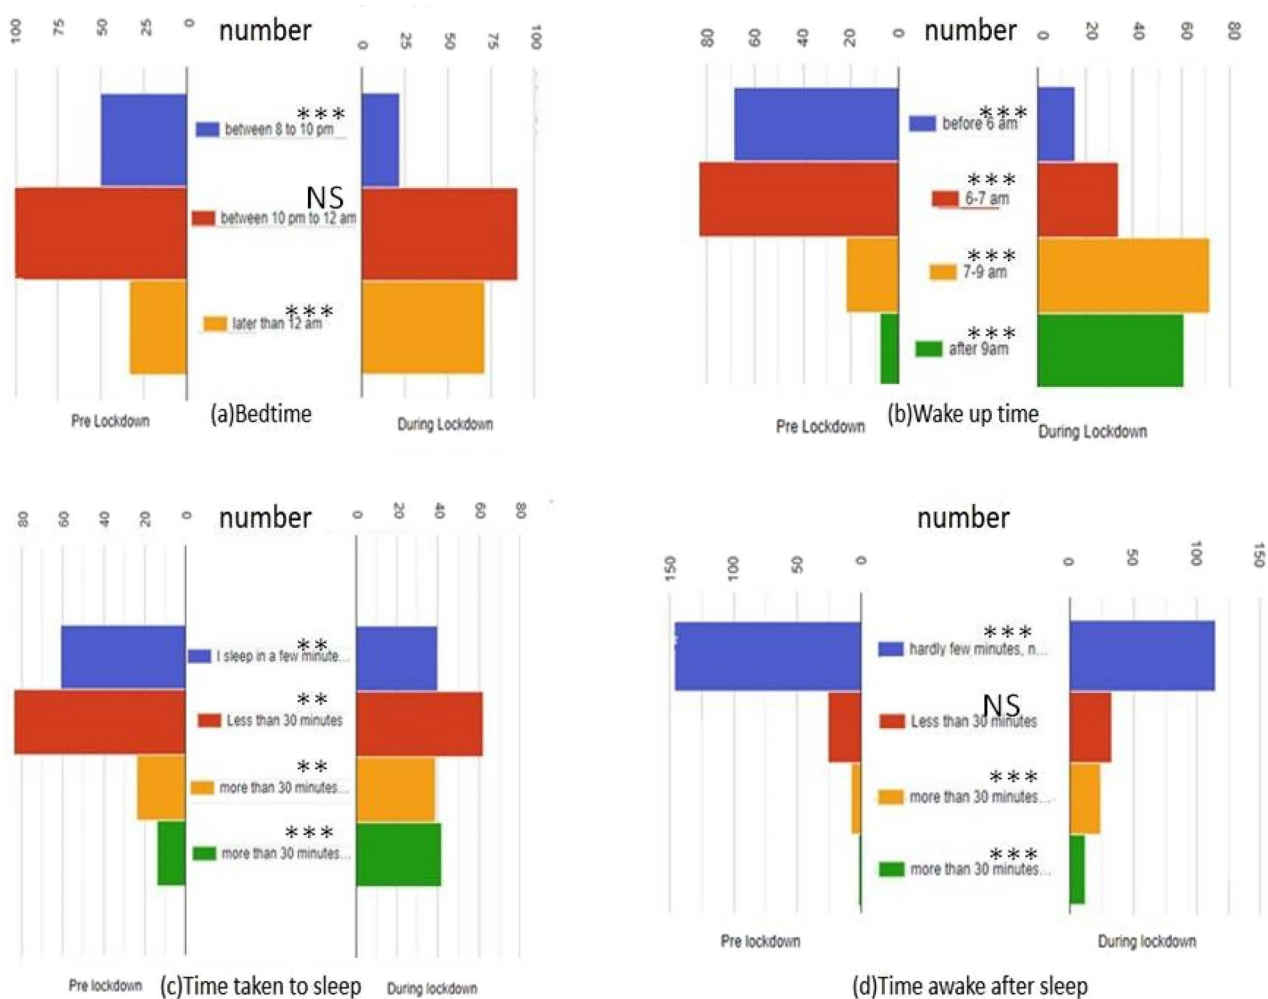 100 75 50 25 0 number 0 25 50 75 100
***
between 8 to 10 pm
NS
between 10 pm to 12 am
***
later than 12 am
Pre Lockdown (a)Bedtime During Lockdown
80 60 40 20 0 number 0 20 40 60 80
***
before 6 am
***
6-7 am
***
7-9 am
***
after 9am
Pre Lockdown (b)Wake up time During Lockdown
80 60 40 20 0 number 0 20 40 60 80
**
I sleep in a few minute...
**
Less than 30 minutes
**
more than 30 minutes...
***
more than 30 minutes...
Pre lockdown (c)Time taken to sleep During lockdown
number
150 100 50 0 0 50 100 150
***
hardly few minutes, n...
NS
Less than 30 minutes
***
more than 30 minutes...
***
more than 30 minutes...
Pre lockdown During lockdown
(d)Time awake after sleep